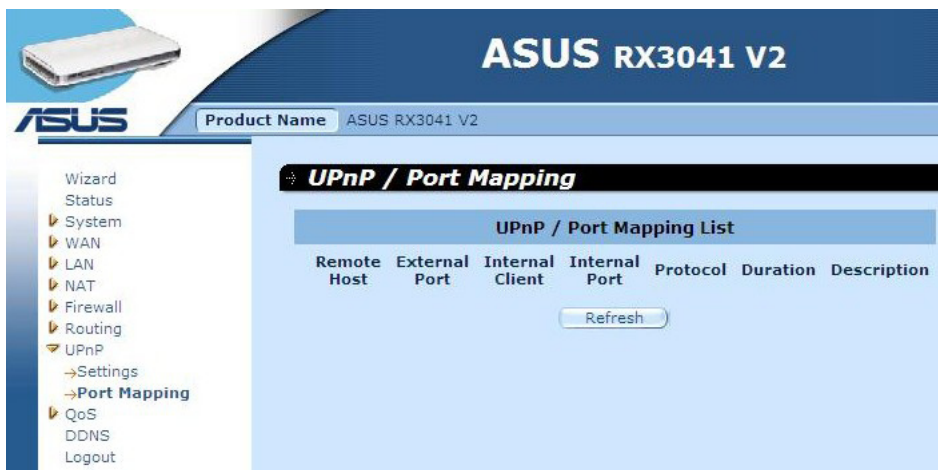 ASUS RX3041 V2
ASUS
Product Name ASUS RX3041 V2
Wizard
Status
System
WAN
LAN
NAT
Firewall
Routing
UPnP
→Settings
→Port Mapping
QoS
DDNS
Logout
UPnP / Port Mapping
UPnP / Port Mapping List
Remote Host External Port Internal Client Internal Port Protocol Duration Description
Refresh